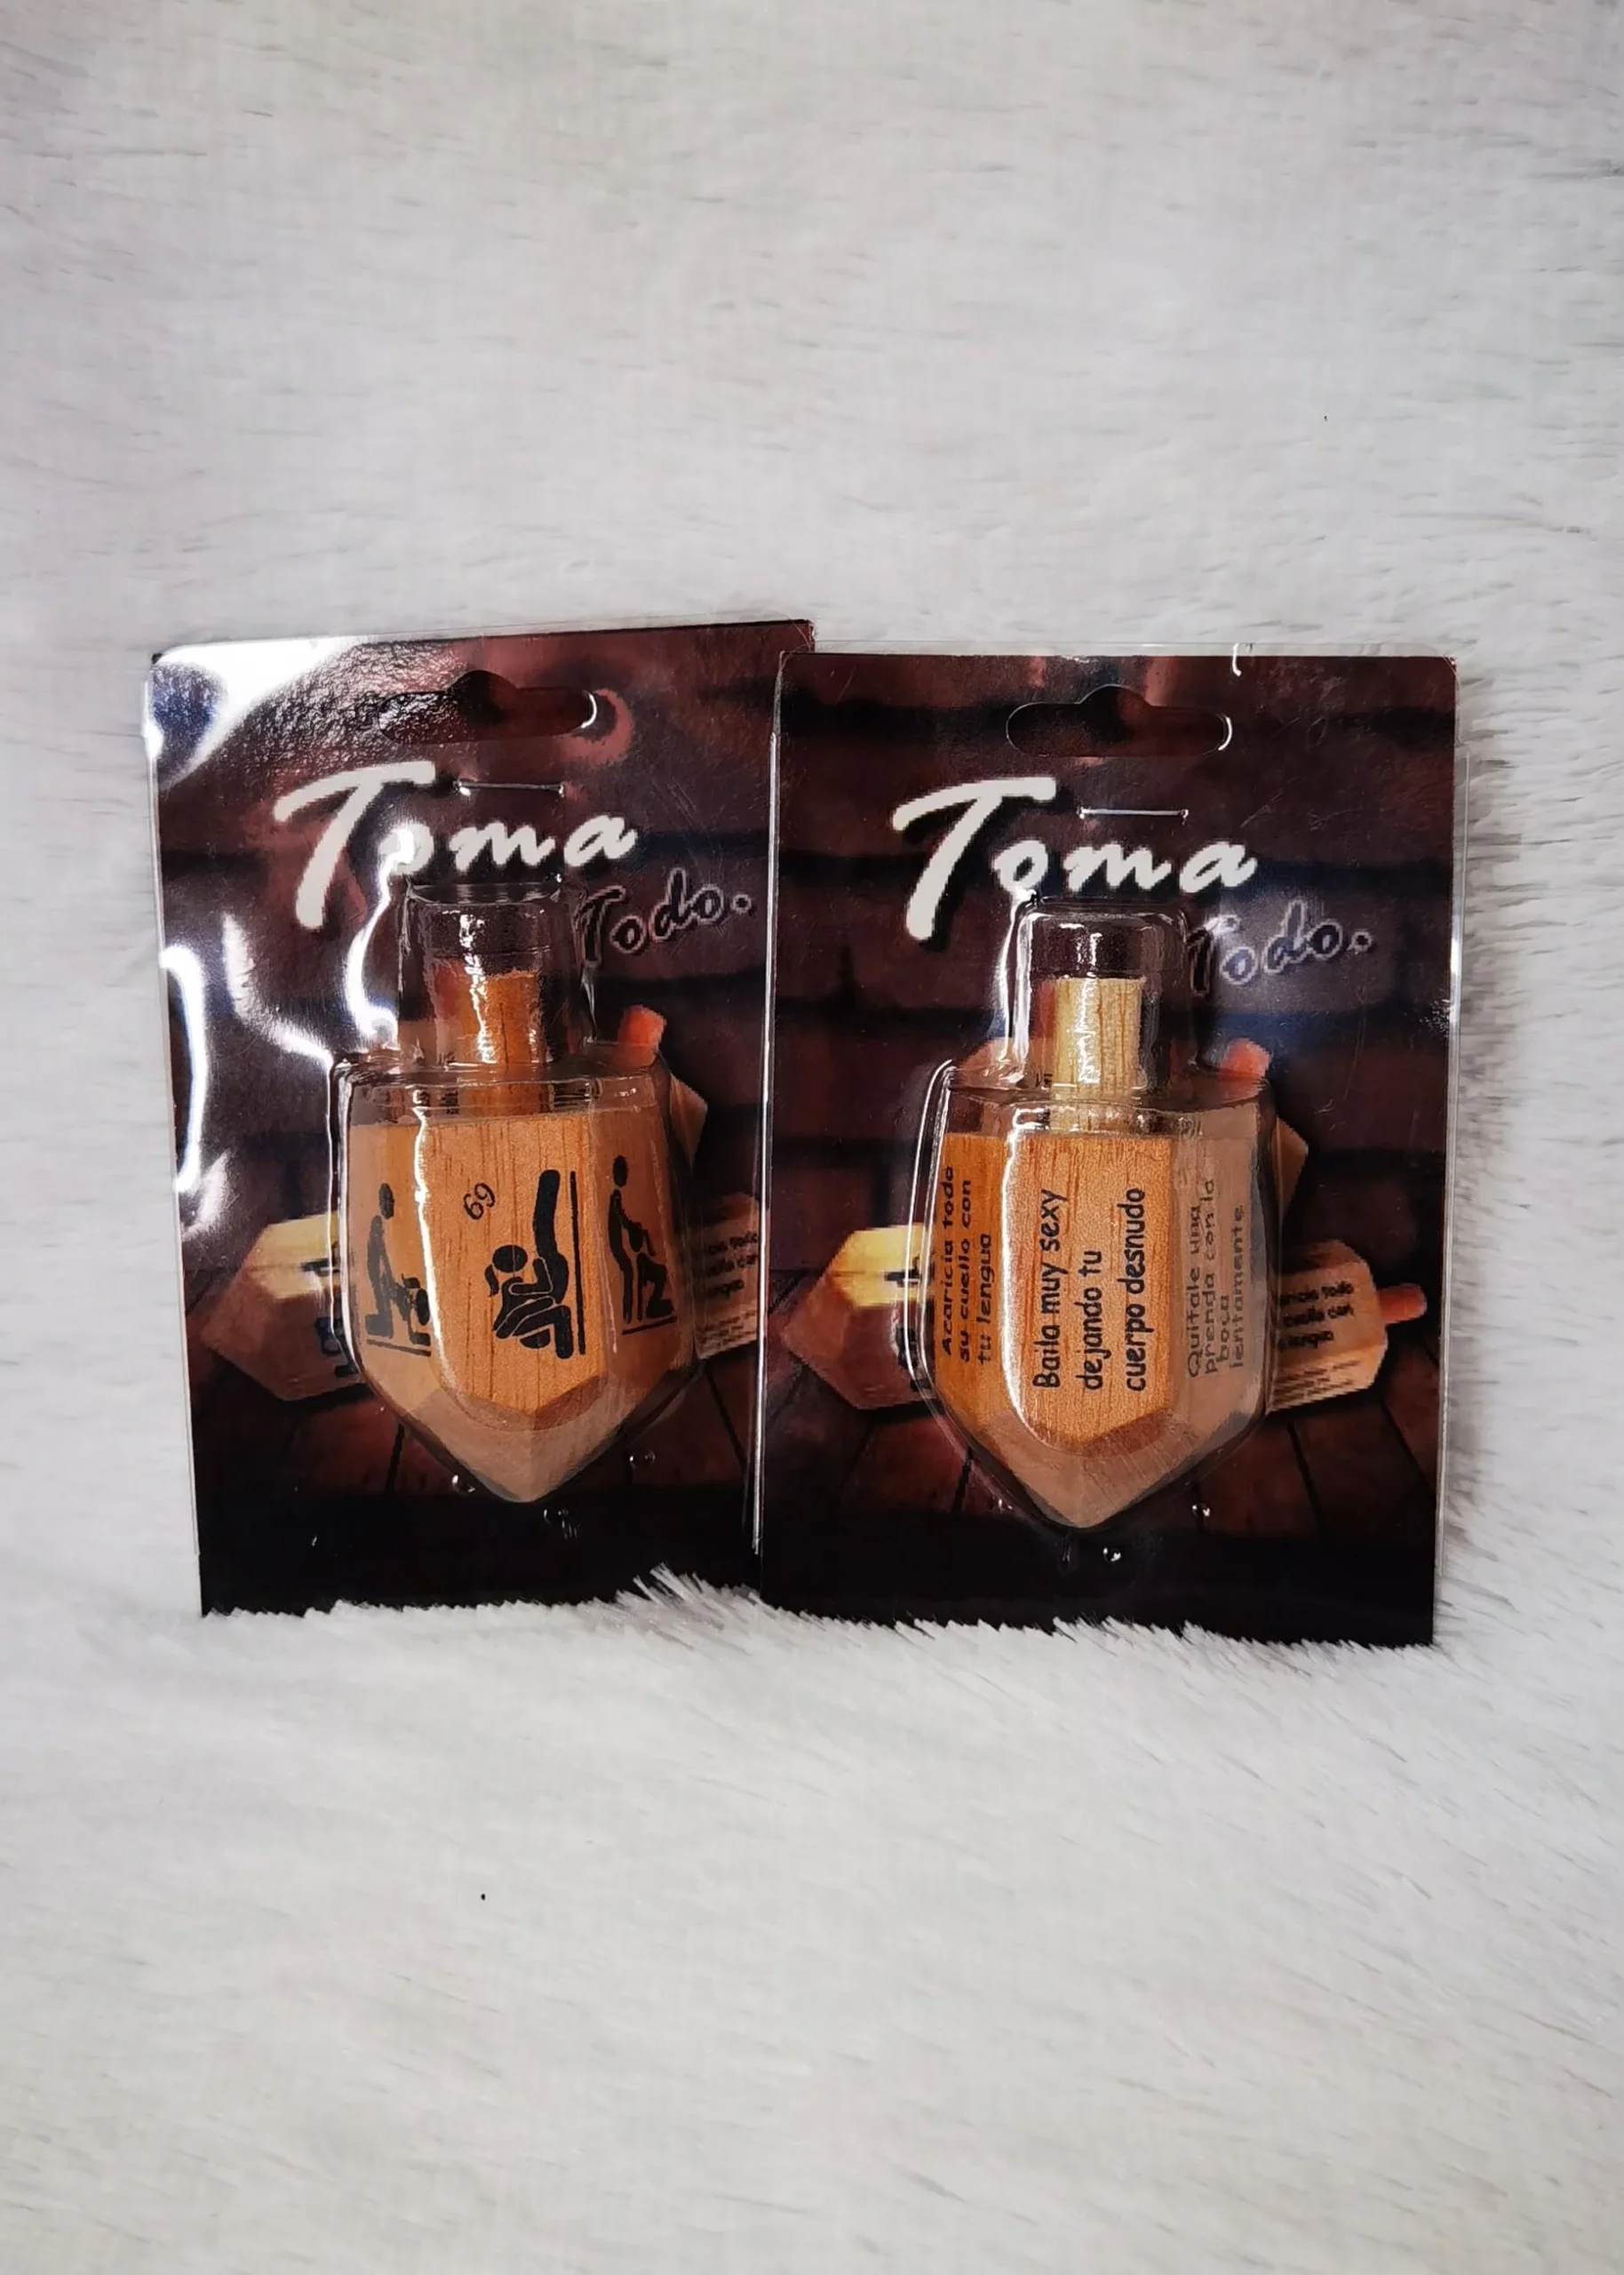 Toma
Todo.
69
Toma
Todo.
Acaricia todo
su cuello con
tu lengua
Baila muy sexy
dejando tu
cuerpo desnudo
Quitale una
prenda con la
boca
lentamente